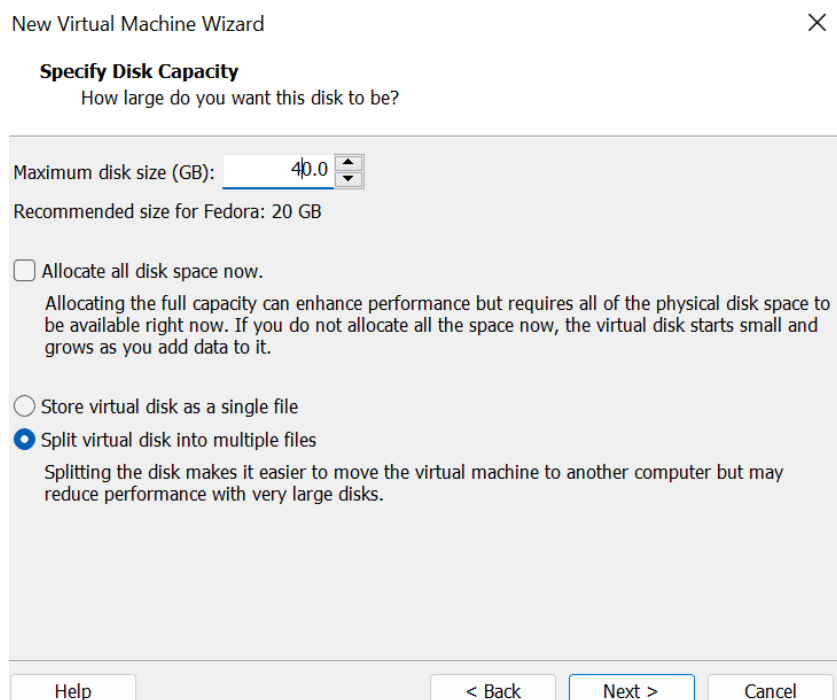 New Virtual Machine Wizard
Specify Disk Capacity
How large do you want this disk to be?
Maximum disk size (GB): 40.0
Recommended size for Fedora: 20 GB
Allocate all disk space now.
Allocating the full capacity can enhance performance but requires all of the physical disk space to
be available right now. If you do not allocate all the space now, the virtual disk starts small and
grows as you add data to it.
Store virtual disk as a single file
Split virtual disk into multiple files
Splitting the disk makes it easier to move the virtual machine to another computer but may
reduce performance with very large disks.
Help < Back Next > Cancel